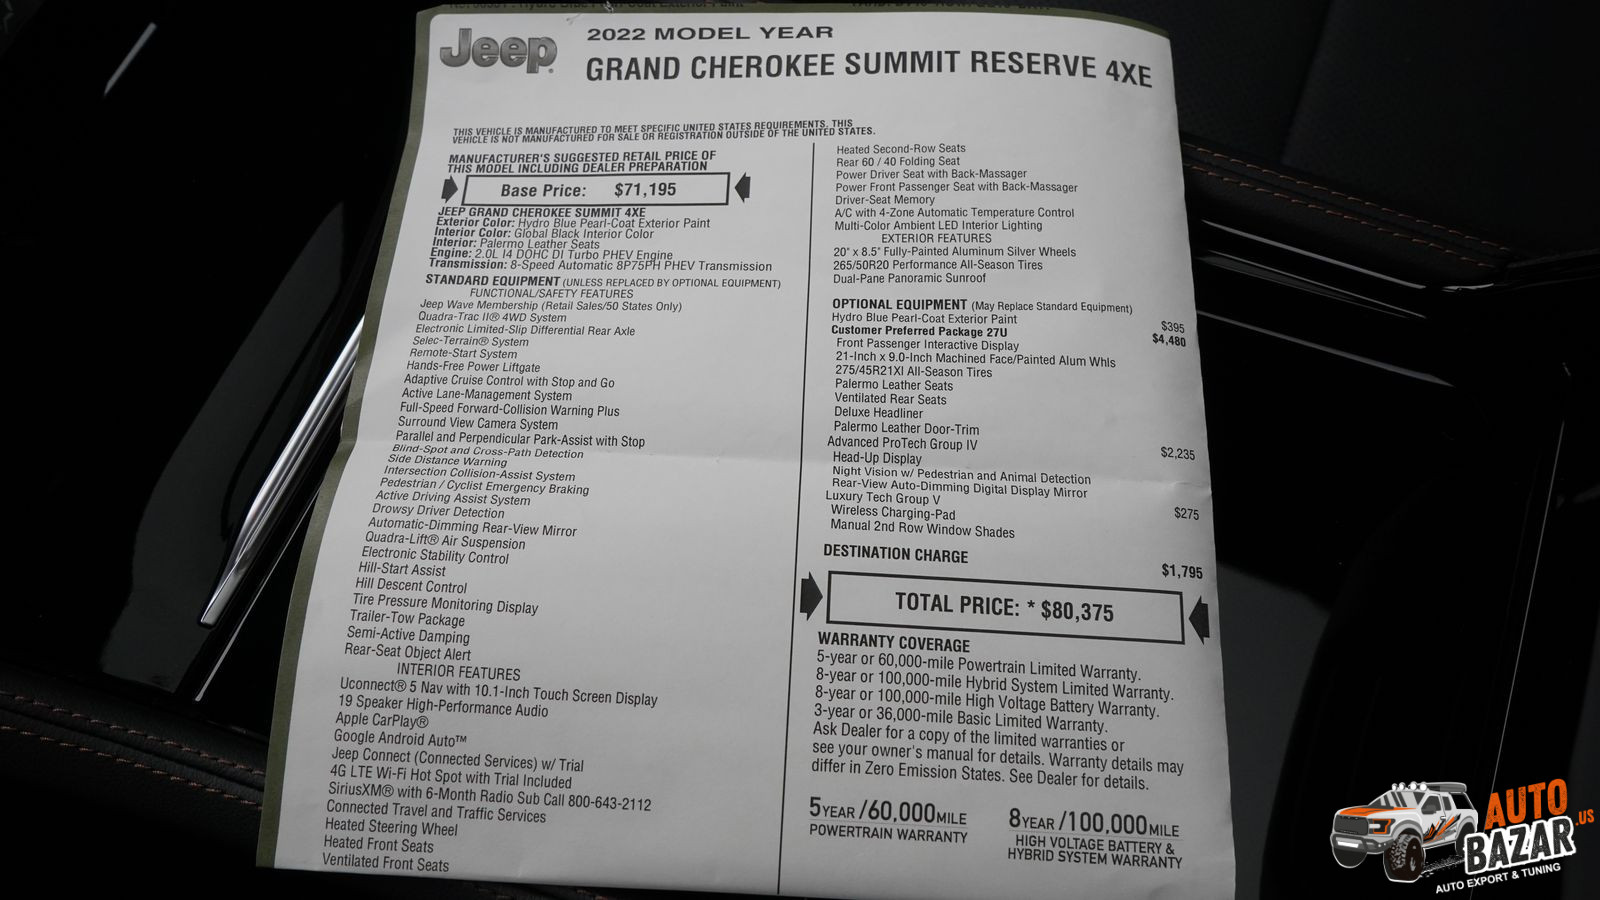 Jeep
2022 MODEL YEAR
GRAND CHEROKEE SUMMIT RESERVE 4XE
THIS VEHICLE IS MANUFACTURED TO MEET SPECIFIC UNITED STATES REQUIREMENTS. THIS
VEHICLE IS NOT MANUFACTURED FOR SALE OR REGISTRATION OUTSIDE OF THE UNITED STATES.
MANUFACTURER'S SUGGESTED RETAIL PRICE OF
THIS MODEL INCLUDING DEALER PREPARATION
Base Price: $71,195
JEEP GRAND CHEROKEE SUMMIT 4XE
Exterior Color: Hydro Blue Pearl-Coat Exterior Paint
Interior Color: Global Black Interior Color
Interior: Palermo Leather Seats
Engine: 2.0L I4 DOHC DI Turbo PHEV Engine
Transmission: 8-Speed Automatic 8P75PH PHEV Transmission
STANDARD EQUIPMENT (UNLESS REPLACED BY OPTIONAL EQUIPMENT)
FUNCTIONAL/SAFETY FEATURES
Jeep Wave Membership (Retail Sales/50 States Only)
Quadra-Trac II® 4WD System
Electronic Limited-Slip Differential Rear Axle
Selec-Terrain® System
Remote-Start System
Hands-Free Power Liftgate
Adaptive Cruise Control with Stop and Go
Active Lane-Management System
Full-Speed Forward-Collision Warning Plus
Surround View Camera System
Parallel and Perpendicular Park-Assist with Stop
Blind-Spot and Cross-Path Detection
Side Distance Warning
Intersection Collision-Assist System
Pedestrian / Cyclist Emergency Braking
Active Driving Assist System
Drowsy Driver Detection
Automatic-Dimming Rear-View Mirror
Quadra-Lift® Air Suspension
Electronic Stability Control
Hill-Start Assist
Hill Descent Control
Tire Pressure Monitoring Display
Trailer-Tow Package
Semi-Active Damping
Rear-Seat Object Alert
INTERIOR FEATURES
Uconnect® 5 Nav with 10.1-Inch Touch Screen Display
19 Speaker High-Performance Audio
Apple CarPlay®
Google Android Auto™
Jeep Connect (Connected Services) w/ Trial
4G LTE Wi-Fi Hot Spot with Trial Included
SiriusXM® with 6-Month Radio Sub Call 800-643-2112
Connected Travel and Traffic Services
Heated Steering Wheel
Heated Front Seats
Ventilated Front Seats
Heated Second-Row Seats
Rear 60 / 40 Folding Seat
Power Driver Seat with Back-Massager
Power Front Passenger Seat with Back-Massager
Driver-Seat Memory
A/C with 4-Zone Automatic Temperature Control
Multi-Color Ambient LED Interior Lighting
EXTERIOR FEATURES
20" x 8.5" Fully-Painted Aluminum Silver Wheels
265/50R20 Performance All-Season Tires
Dual-Pane Panoramic Sunroof
OPTIONAL EQUIPMENT (May Replace Standard Equipment)
Hydro Blue Pearl-Coat Exterior Paint $395
Customer Preferred Package 27U $4,480
Front Passenger Interactive Display
21-Inch x 9.0-Inch Machined Face/Painted Alum Whls
275/45R21Xl All-Season Tires
Palermo Leather Seats
Ventilated Rear Seats
Deluxe Headliner
Palermo Leather Door-Trim
Advanced ProTech Group IV $2,235
Head-Up Display
Night Vision w/ Pedestrian and Animal Detection
Rear-View Auto-Dimming Digital Display Mirror
Luxury Tech Group V $275
Wireless Charging-Pad
Manual 2nd Row Window Shades
DESTINATION CHARGE $1,795
TOTAL PRICE: * $80,375
WARRANTY COVERAGE
5-year or 60,000-mile Powertrain Limited Warranty.
8-year or 100,000-mile Hybrid System Limited Warranty.
8-year or 100,000-mile High Voltage Battery Warranty.
3-year or 36,000-mile Basic Limited Warranty.
Ask Dealer for a copy of the limited warranties or
see your owner's manual for details. Warranty details may
differ in Zero Emission States. See Dealer for details.
5YEAR /60,000MILE
POWERTRAIN WARRANTY
8YEAR /100,000MILE
HIGH VOLTAGE BATTERY &
HYBRID SYSTEM WARRANTY
AUTO
BAZAR.US
AUTO EXPORT & TUNING